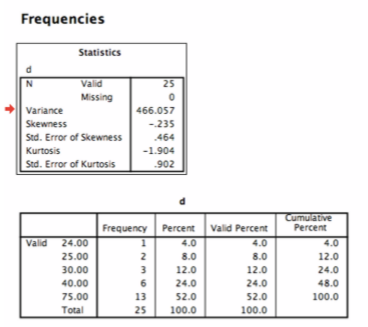 Frequencies
Statistics
d
N Valid 25
Missing 0
Variance 466.057
Skewness -.235
Std. Error of Skewness .464
Kurtosis -1.904
Std. Error of Kurtosis .902
d
Frequency Percent Valid Percent Cumulative Percent
Valid 24.00 1 4.0 4.0 4.0
25.00 2 8.0 8.0 12.0
30.00 3 12.0 12.0 24.0
40.00 6 24.0 24.0 48.0
75.00 13 52.0 52.0 100.0
Total 25 100.0 100.0